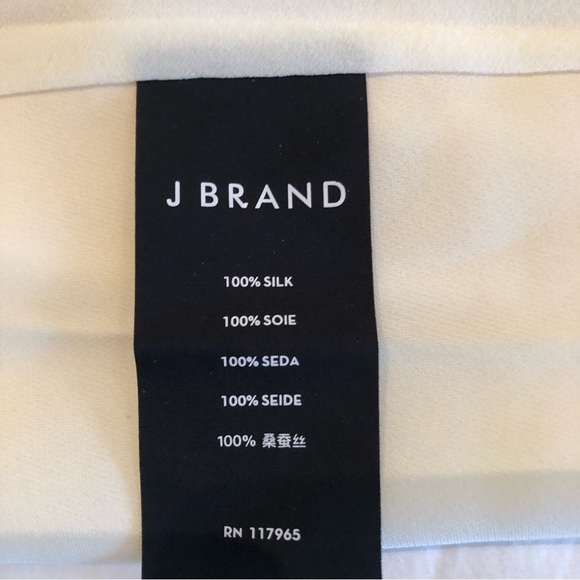 J BRAND
100% SILK
100% SOIE
100% SEDA
100% SEIDE
100% 桑蚕丝
RN 117965